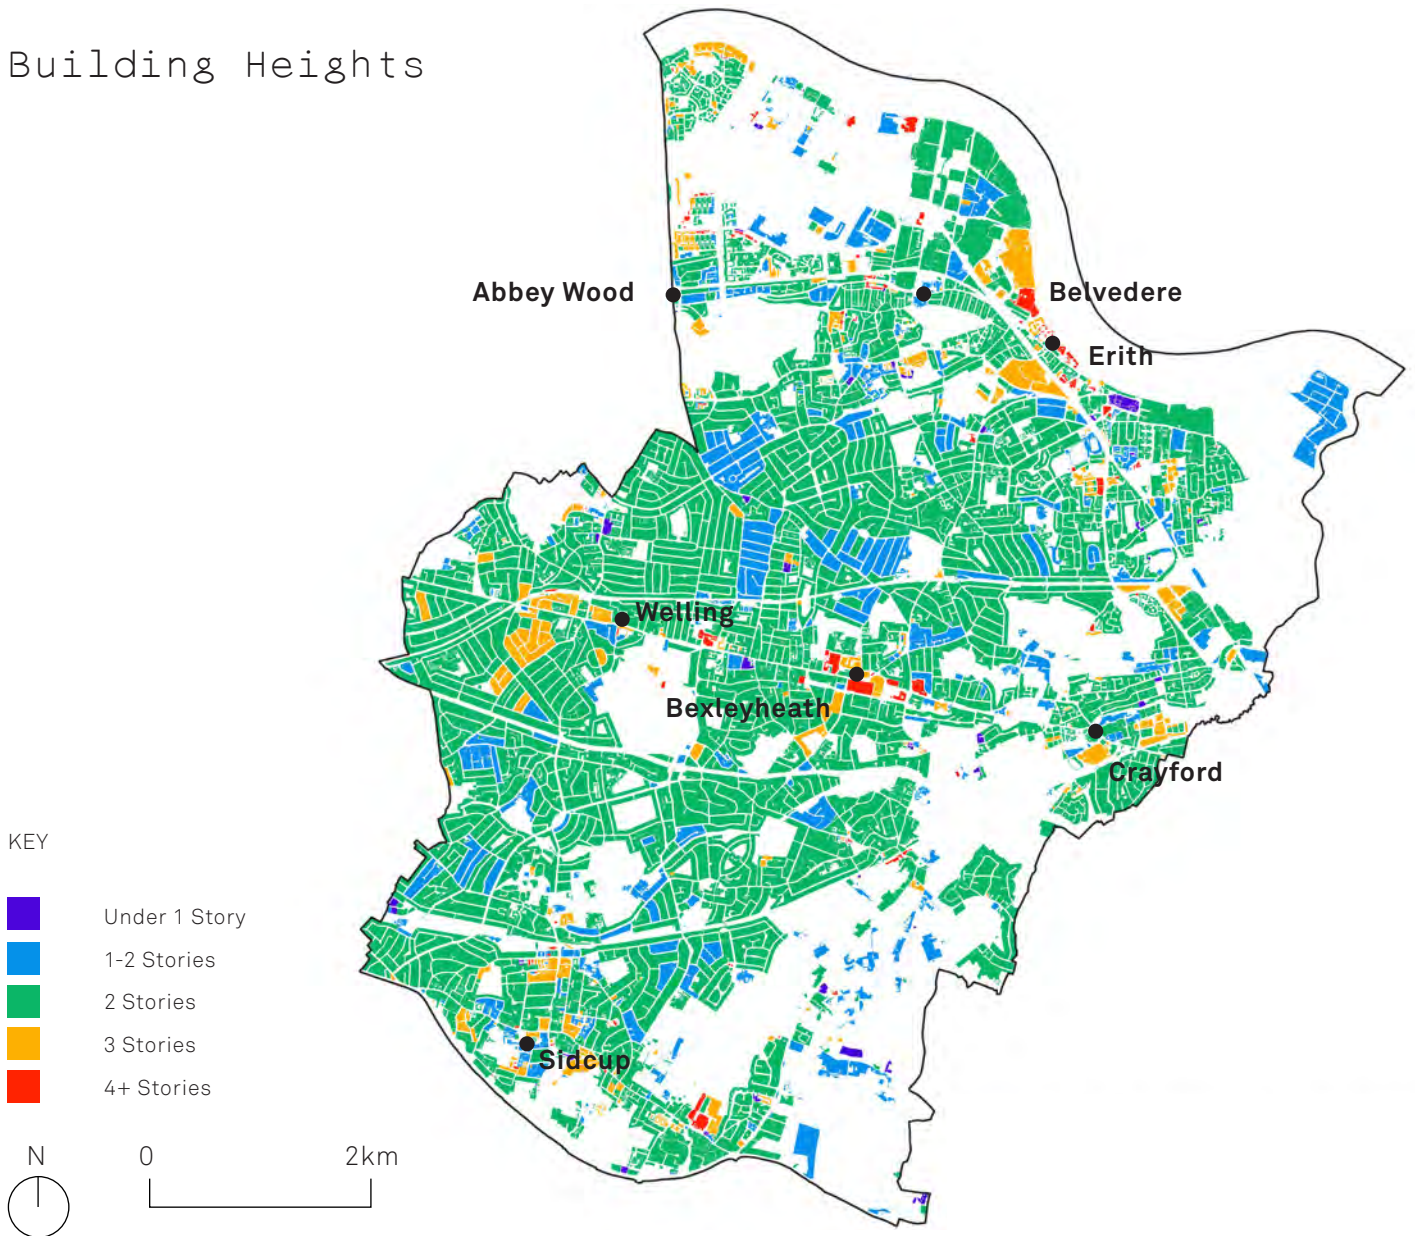 Building Heights
Abbey Wood
Belvedere
Erith
Welling
Bexleyheath
Crayford
Sidcup
KEY
Under 1 Story
1-2 Stories
2 Stories
3 Stories
4+ Stories
N
0 2km